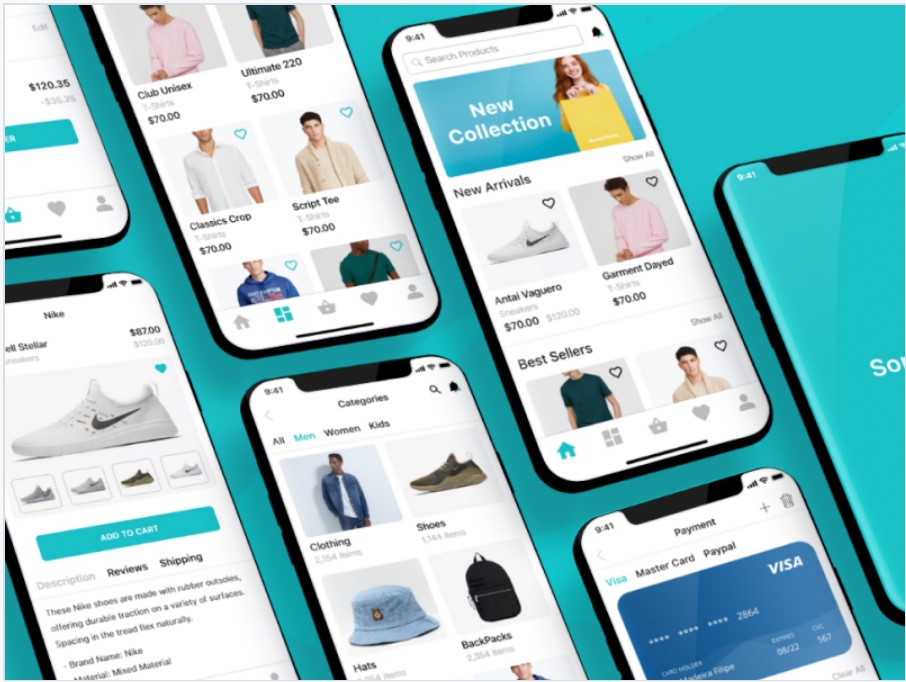 Edit
$120.35
-$35.25
ER
Club Unisex
T-Shirts
$70.00
Ultimate 220
T-Shirts
$70.00
Classics Crop
T-Shirts
$70.00
Script Tee
T-Shirts
$70.00
9:41
Search Products
New
Collection
Show All
New Arrivals
Antai Vaguero
Sneakers
$70.00 $120.00
Garment Dayed
T-Shirts
$70.00
Show All
Best Sellers
9:41
Sor
Nike
ell Stellar
Sneakers
$87.00
$120.00
ADD TO CART
Description Reviews Shipping
These Nike shoes are made with rubber outsoles,
offering durable traction on a variety of surfaces.
Spacing in the tread flex naturally.
- Brand Name: Nike
Material: Mixed Material
9:41
Categories
All Men Women Kids
Clothing
2,154 items
Shoes
1,144 items
Hats
BackPacks
2,354 items
9:41
Payment
Visa Master Card Paypal
VISA
**** **** **** 2864
CARD HOLDER
Madeira Filipe
EXPIRES
08/22
CVC
567
Clear All